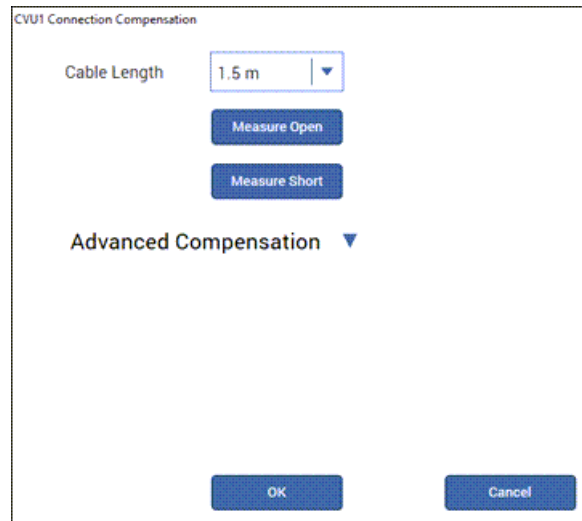 CVU1 Connection Compensation
Cable Length 1.5 m
Measure Open
Measure Short
Advanced Compensation
OK Cancel